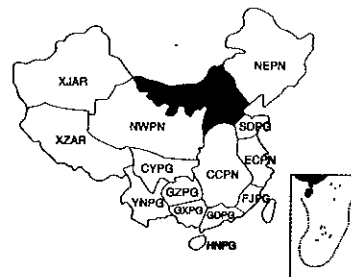 NEPN
XJAR
NWPN
SDPG
XZAR
ECPN
CYPG
CCPN
GZPG
YNPG
FJPG
GXPG
GDPG
HNPG